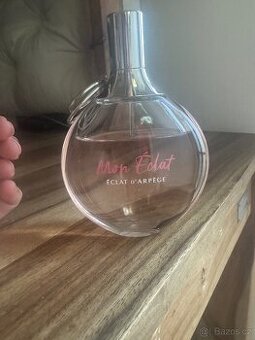 Mon Éclat
ÉCLAT D'ARPÈGE
Bazos.cz